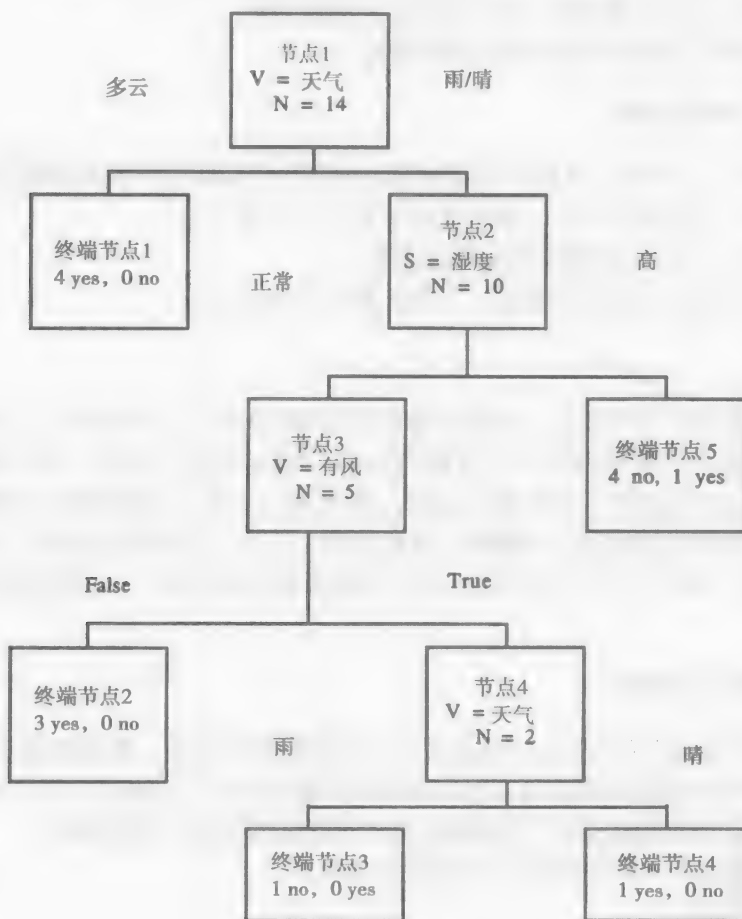 节点1
V = 天气
N = 14
多云
雨/晴
终端节点1
4 yes, 0 no
节点2
S = 湿度
N = 10
正常
高
节点3
V = 有风
N = 5
终端节点5
4 no, 1 yes
False
True
终端节点2
3 yes, 0 no
节点4
V = 天气
N = 2
雨
晴
终端节点3
1 no, 0 yes
终端节点4
1 yes, 0 no